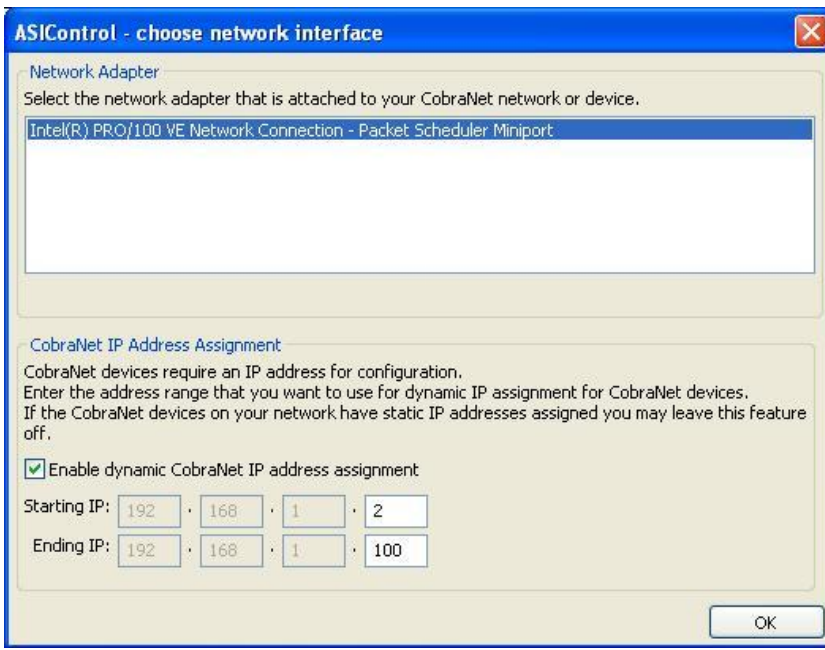 ASIControl - choose network interface
Network Adapter
Select the network adapter that is attached to your CobraNet network or device.
Intel(R) PRO/100 VE Network Connection - Packet Scheduler Miniport
CobraNet IP Address Assignment
CobraNet devices require an IP address for configuration.
Enter the address range that you want to use for dynamic IP assignment for CobraNet devices.
If the CobraNet devices on your network have static IP addresses assigned you may leave this feature
off.
Enable dynamic CobraNet IP address assignment
Starting IP: 192 . 168 . 1 . 2
Ending IP: 192 . 168 . 1 . 100
OK